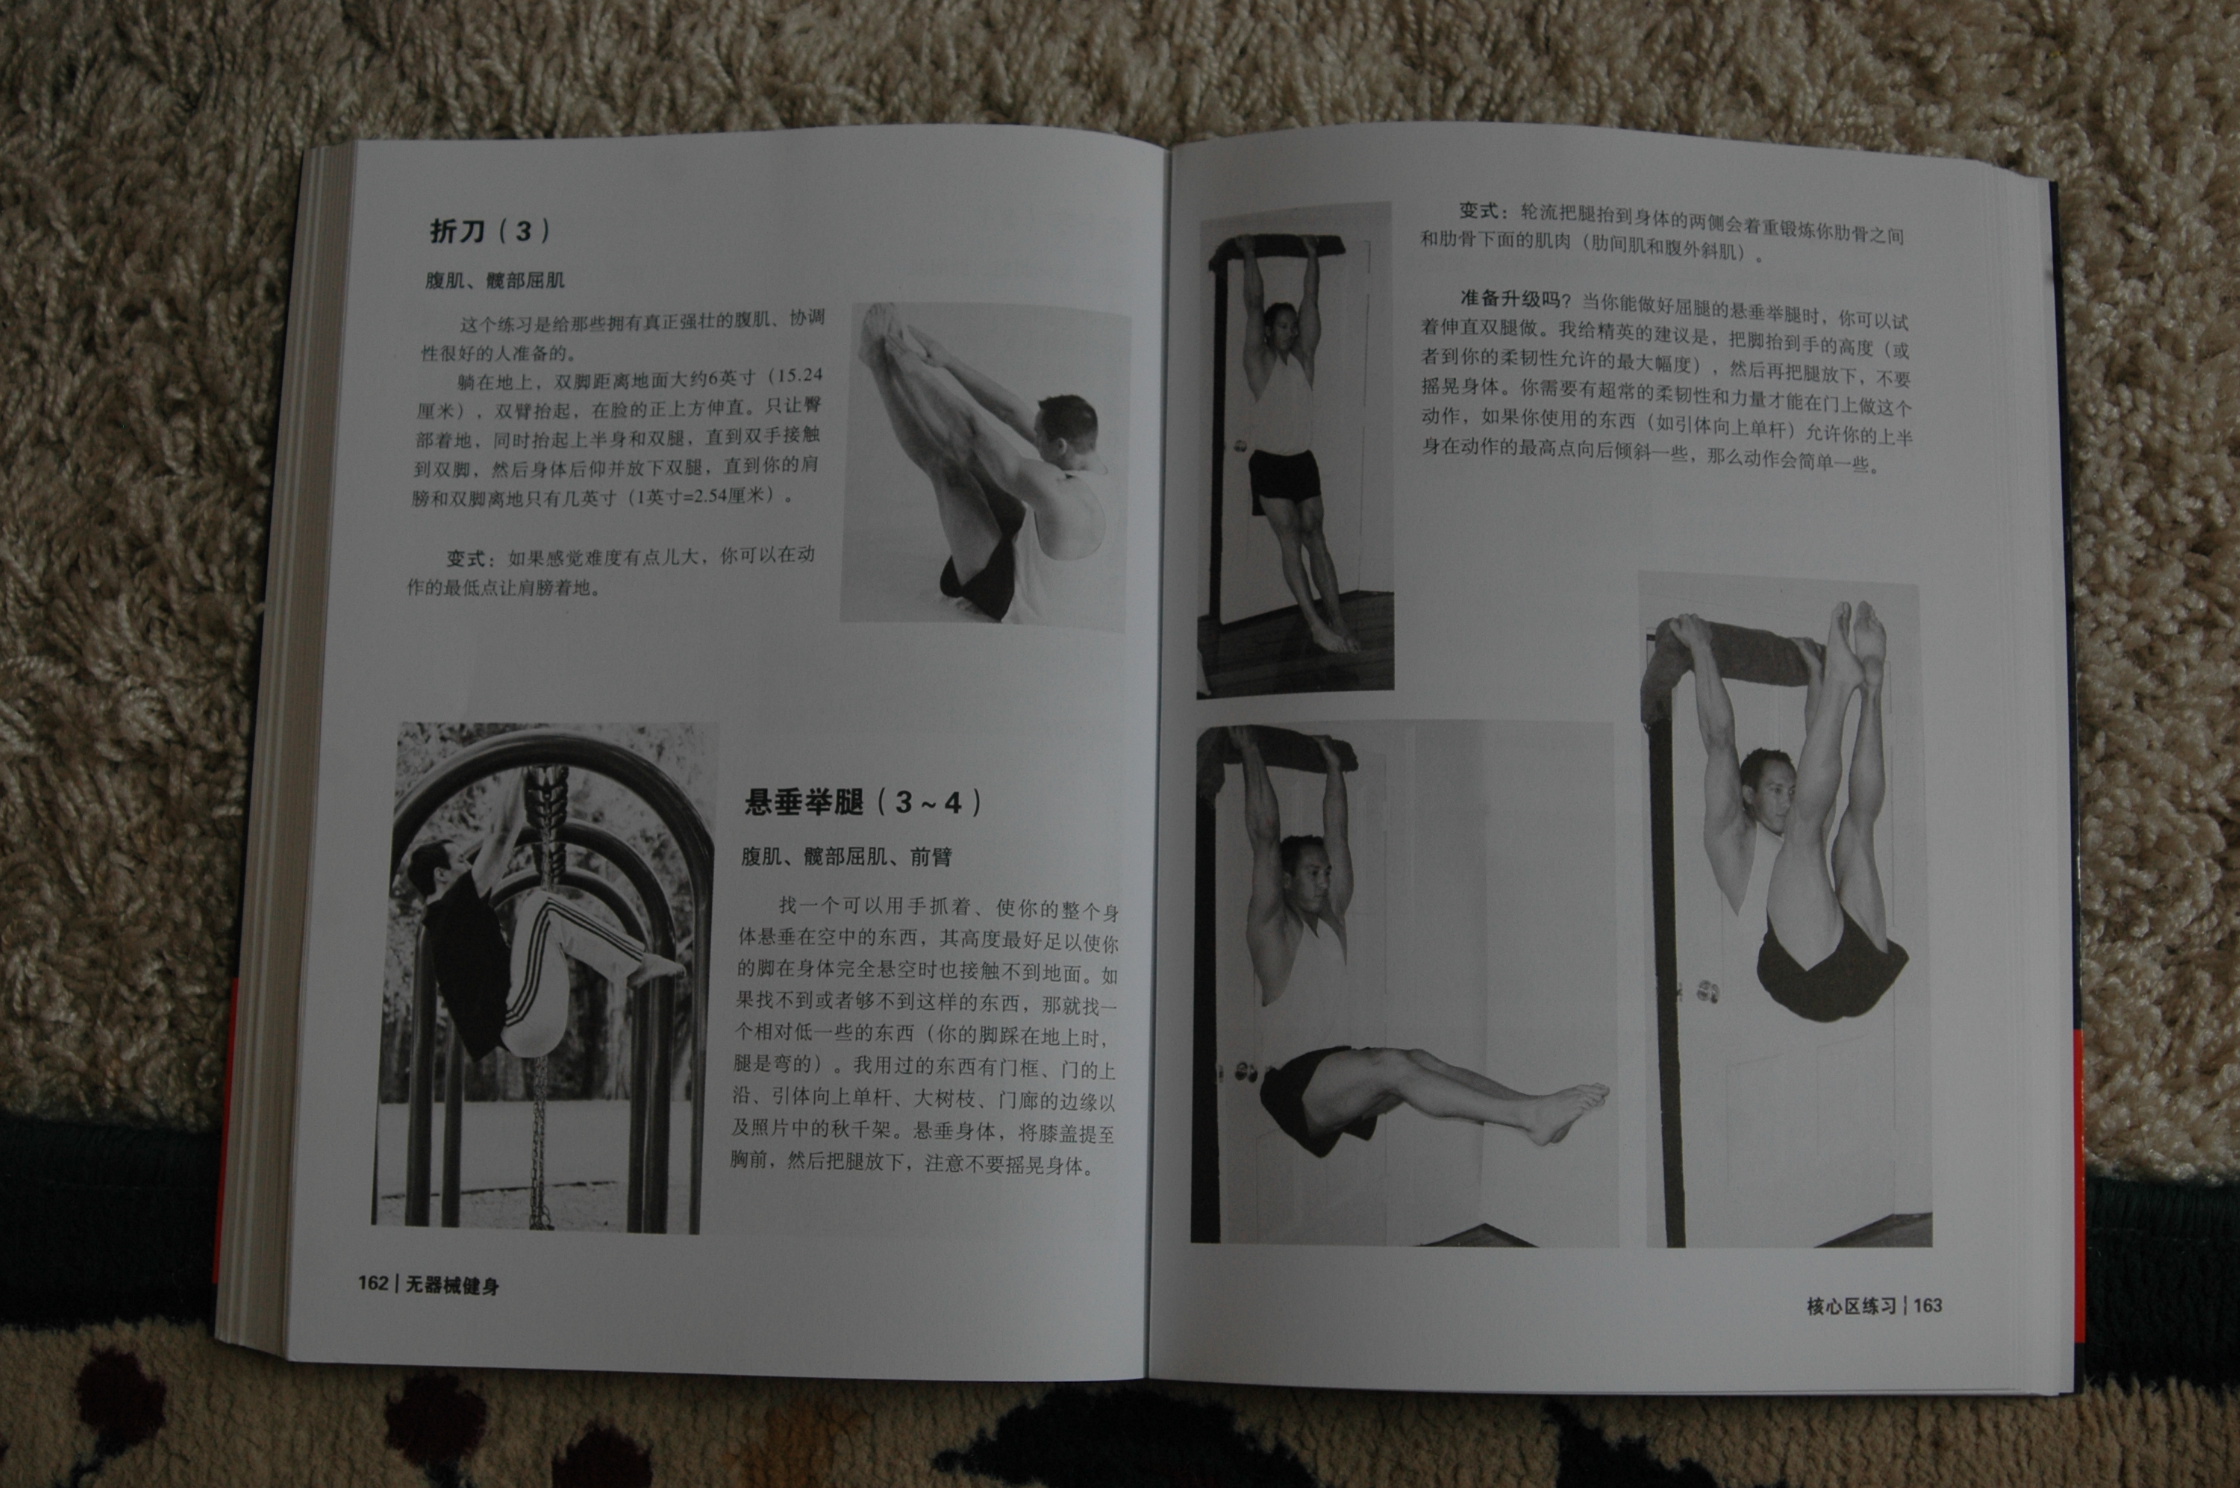 折刀（3）
腹肌、髋部屈肌
这个练习是给那些拥有真正强壮的腹肌、协调
性很好的人准备的。
躺在地上，双脚距离地面大约6英寸（15.24
厘米），双臂抬起，在脸的正上方伸直。只让臀
部着地，同时抬起上半身和双腿，直到双手接触
到双脚，然后身体后仰并放下双腿，直到你的肩
膀和双脚离地只有几英寸（1英寸=2.54厘米）。
变式：如果感觉难度有点儿大，你可以在动
作的最低点让肩膀着地。
悬垂举腿（3~4）
腹肌、髋部屈肌、前臂
找一个可以用手抓着、使你的整个身
体悬垂在空中的东西，其高度最好足以使你
的脚在身体完全悬空时也接触不到地面。如
果找不到或者够不到这样的东西，那就找一
个相对低一些的东西（你的脚踩在地上时，
腿是弯的）。我用过的东西有门框、门的上
沿、引体向上单杆、大树枝、门廊的边缘以
及照片中的秋千架。悬垂身体，将膝盖提至
胸前，然后把腿放下，注意不要摇晃身体。
162|无器械健身
变式：轮流把腿抬到身体的两侧会着重锻炼你肋骨之间
和肋骨下面的肌肉（肋间肌和腹外斜肌）。
准备升级吗？当你能做好屈腿的悬垂举腿时，你可以试
着伸直双腿做。我给精英的建议是，把脚抬到手的高度（或
者到你的柔韧性允许的最大幅度），然后再把腿放下，不要
摇晃身体。你需要有超常的柔韧性和力量才能在门上做这个
动作，如果你使用的东西（如引体向上单杆）允许你的上半
身在动作的最高点向后倾斜一些，那么动作会简单一些。
核心区练习|163